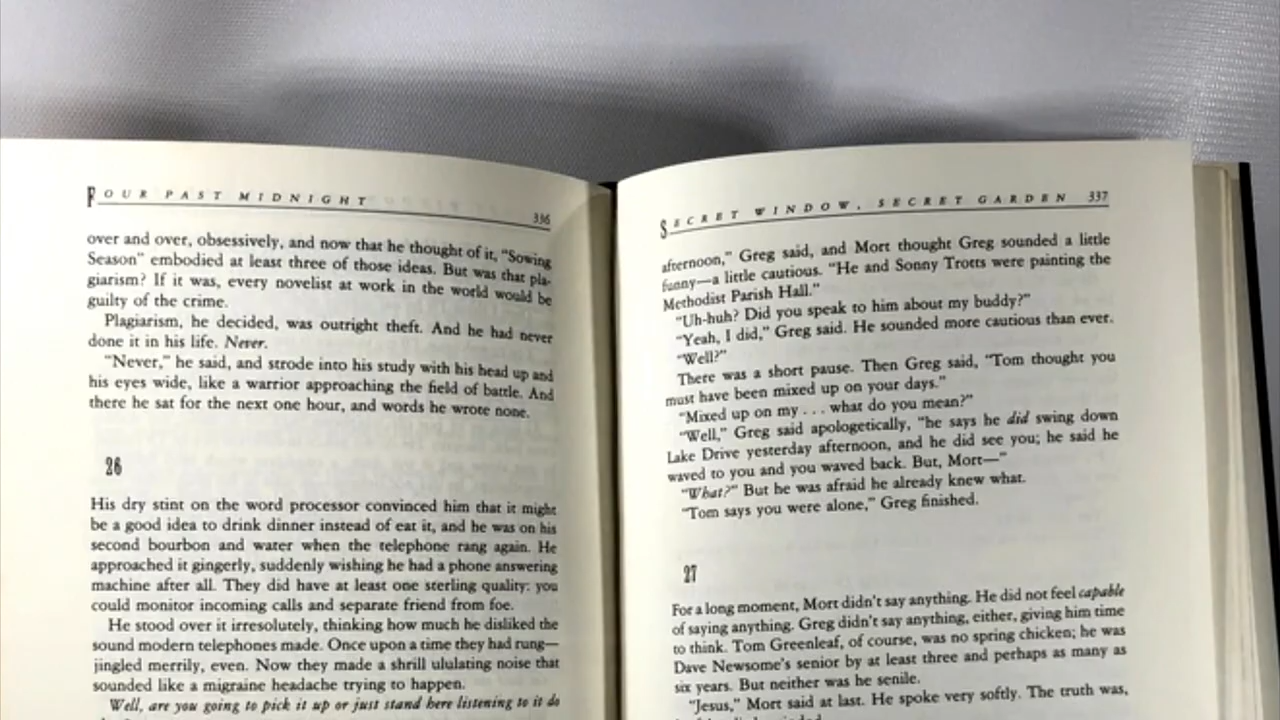 FOUR PAST MIDNIGHT 336
over and over, obsessively, and now that he thought of it, “Sowing
Season” embodied at least three of those ideas. But was that pla-
giarism? If it was, every novelist at work in the world would be
guilty of the crime.
Plagiarism, he decided, was outright theft. And he had never
done it in his life. Never.
“Never,” he said, and strode into his study with his head up and
his eyes wide, like a warrior approaching the field of battle. And
there he sat for the next one hour, and words he wrote none.
26
His dry stint on the word processor convinced him that it might
be a good idea to drink dinner instead of eat it, and he was on his
second bourbon and water when the telephone rang again. He
approached it gingerly, suddenly wishing he had a phone answering
machine after all. They did have at least one sterling quality: you
could monitor incoming calls and separate friend from foe.
He stood over it irresolutely, thinking how much he disliked the
sound modern telephones made. Once upon a time they had rung—
jingled merrily, even. Now they made a shrill ululating noise that
sounded like a migraine headache trying to happen.
Well, are you going to pick it up or just stand here listening to it do
SECRET WINDOW, SECRET GARDEN 337
afternoon,” Greg said, and Mort thought Greg sounded a little
funny—a little cautious. “He and Sonny Trotts were painting the
Methodist Parish Hall.”
“Uh-huh? Did you speak to him about my buddy?”
“Yeah, I did,” Greg said. He sounded more cautious than ever.
“Well?”
There was a short pause. Then Greg said, “Tom thought you
must have been mixed up on your days.”
“Mixed up on my . . . what do you mean?”
“Well,” Greg said apologetically, “he says he did swing down
Lake Drive yesterday afternoon, and he did see you; he said he
waved to you and you waved back. But, Mort—”
“What?” But he was afraid he already knew what.
“Tom says you were alone,” Greg finished.
27
For a long moment, Mort didn’t say anything. He did not feel capable
of saying anything. Greg didn’t say anything, either, giving him time
to think. Tom Greenleaf, of course, was no spring chicken; he was
Dave Newsome’s senior by at least three and perhaps as many as
six years. But neither was he senile.
“Jesus,” Mort said at last. He spoke very softly. The truth was,